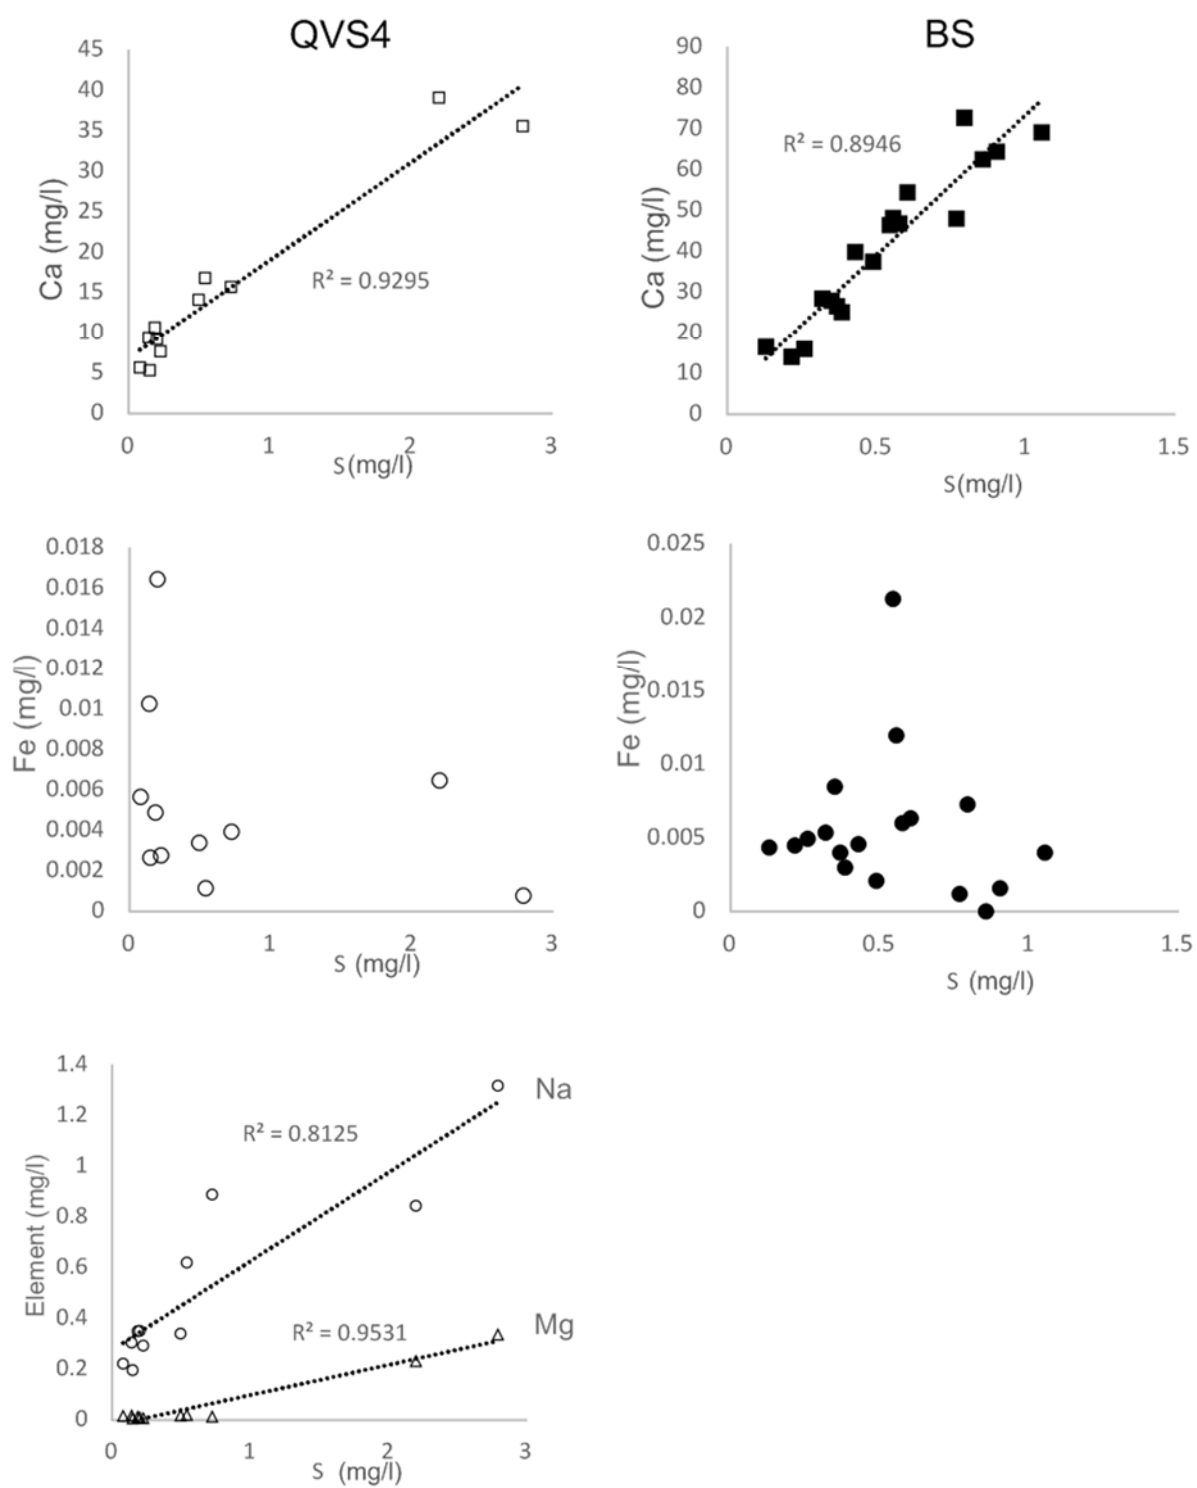 QVS4
45
40
35
30
25
20
15
10
5
0
Ca (mg/l)
R² = 0.9295
0 1 2 3
S(mg/l)
BS
90
80
70
60
50
40
30
20
10
0
Ca (mg/l)
R² = 0.8946
0 0.5 1 1.5
S(mg/l)
0.018
0.016
0.014
0.012
0.01
0.008
0.006
0.004
0.002
0
Fe (mg/l)
0 1 2 3
S (mg/l)
0.025
0.02
0.015
0.01
0.005
0
Fe (mg/l)
0 0.5 1 1.5
S (mg/l)
1.4
1.2
1
0.8
0.6
0.4
0.2
0
Element (mg/l)
Na
R² = 0.8125
Mg
R² = 0.9531
0 1 2 3
S (mg/l)